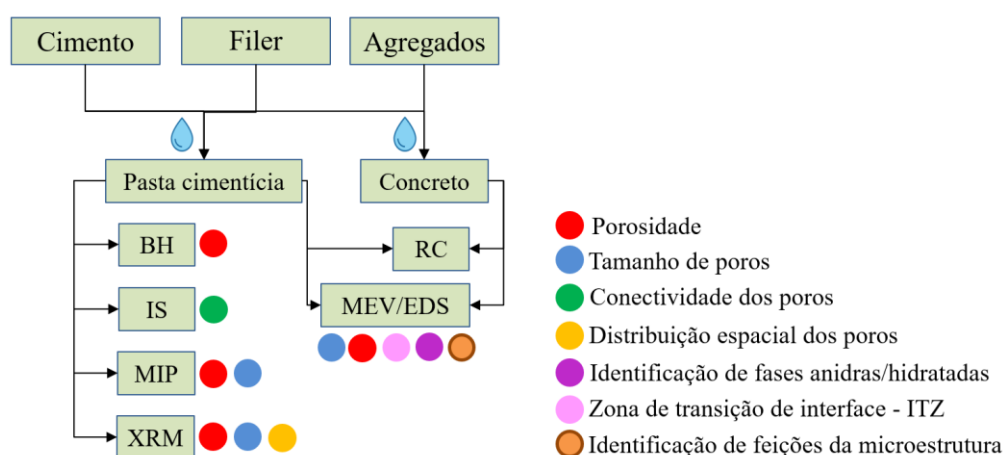 Cimento
Filer
Agregados
Pasta cimentícia
Concreto
BH
RC
IS
MEV/EDS
MIP
XRM
Porosidade
Tamanho de poros
Conectividade dos poros
Distribuição espacial dos poros
Identificação de fases anidras/hidratadas
Zona de transição de interface - ITZ
Identificação de feições da microestrutura